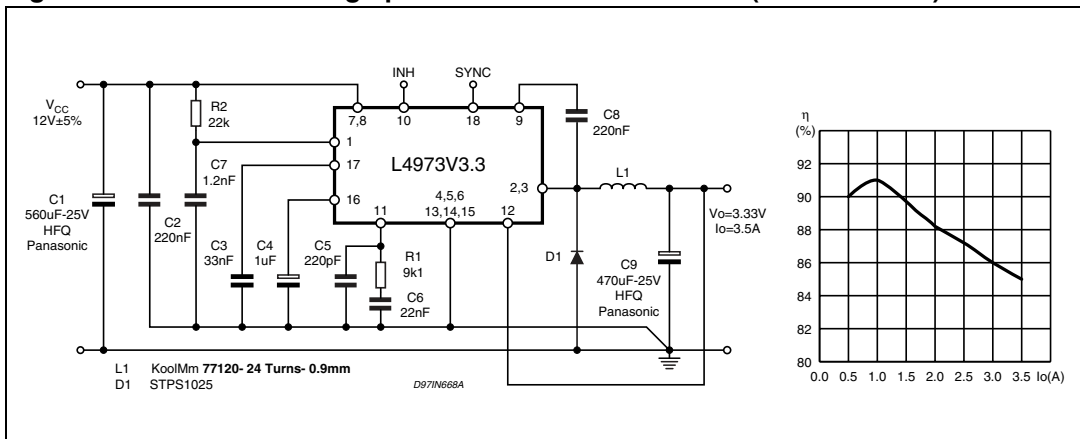 INH
SYNC
VCC
12V±5%
R2
22k
7,8
10
18
9
C8
220nF
1
17
16
L4973V3.3
C7
1.2nF
L1
2,3
4,5,6
13,14,15
11
12
Vo=3.33V
Io=3.5A
C1
560uF-25V
HFQ
Panasonic
C2
220nF
C3
33nF
C4
1uF
C5
220pF
R1
9k1
C6
22nF
D1
C9
470uF-25V
HFQ
Panasonic
L1 KoolMm 77120- 24 Turns- 0.9mm
D1 STPS1025
D97IN668A
η
(%)
92
90
88
86
84
82
80
0.0 0.5 1.0 1.5 2.0 2.5 3.0 3.5 Io(A)